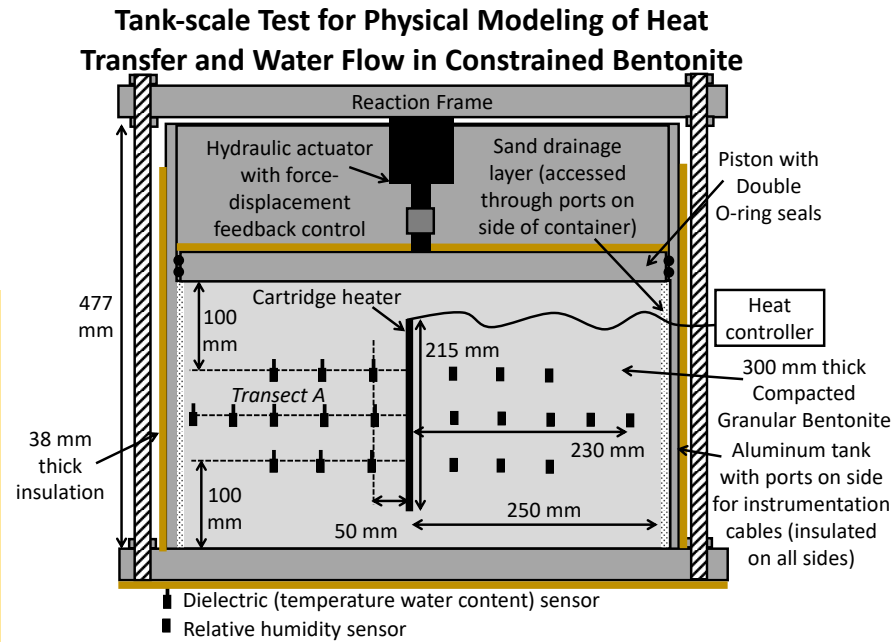 Tank-scale Test for Physical Modeling of Heat
Transfer and Water Flow in Constrained Bentonite
Reaction Frame
Hydraulic actuator
with force-
displacement
feedback control
Sand drainage
layer (accessed
through ports on
side of container)
Piston with
Double
O-ring seals
477
mm
100
mm
Cartridge heater
Heat
controller
215 mm
Transect A
300 mm thick
Compacted
Granular Bentonite
38 mm
thick
insulation
230 mm
Aluminum tank
with ports on side
for instrumentation
cables (insulated
on all sides)
100
mm
50 mm
250 mm
Dielectric (temperature water content) sensor
Relative humidity sensor